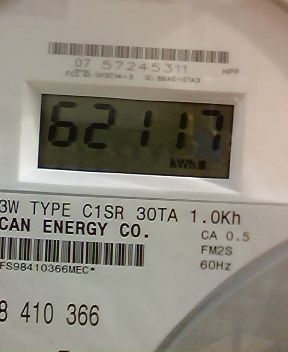 07 57245311
62117
kWh
3W TYPE C1SR 30TA 1.0Kh
CAN ENERGY CO.
CA 0.5
FM2S
60Hz
FS98410366MEC*
8 410 366